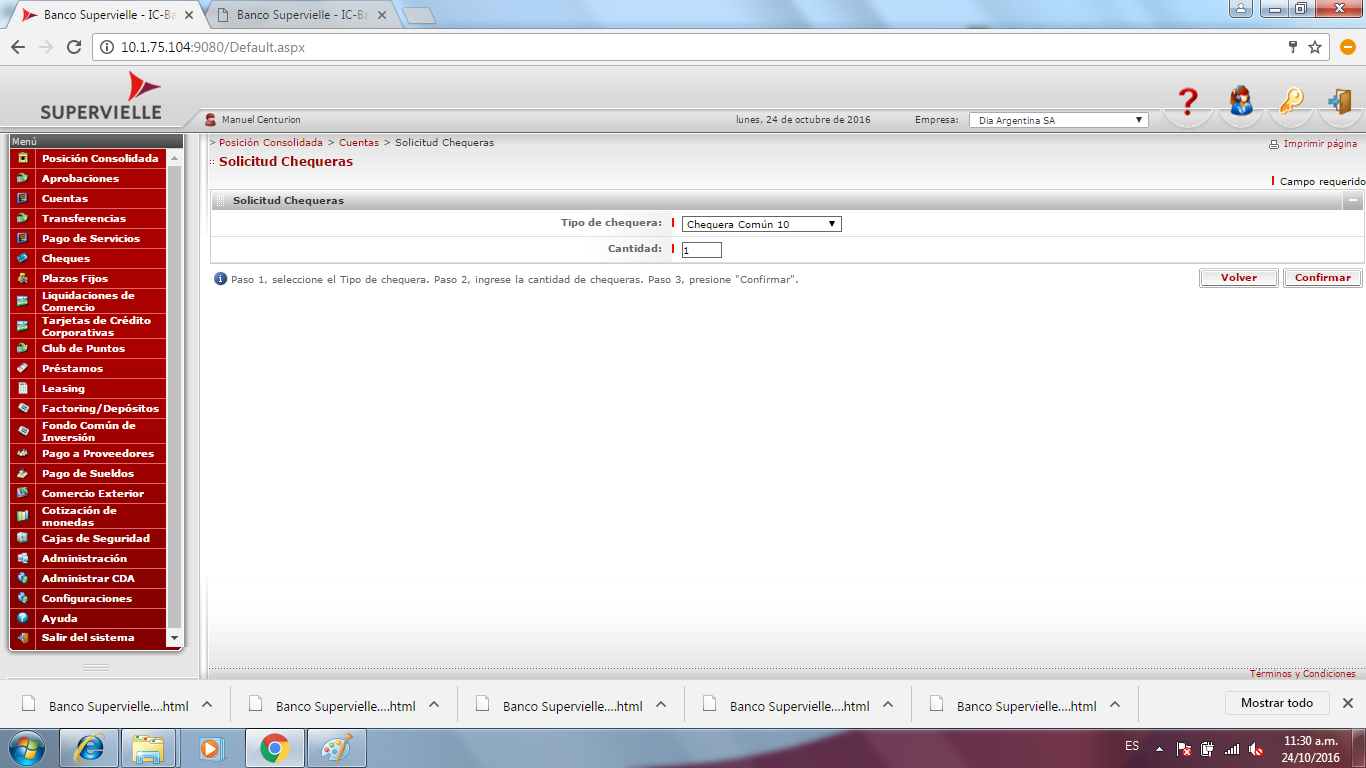 Banco Supervielle - IC-Ba
Banco Supervielle - IC-Ba
10.1.75.104:9080/Default.aspx
SUPERVIELLE
Manuel Centurion
lunes, 24 de octubre de 2016
Empresa:
Dia Argentina SA
Menú
Posición Consolidada
Aprobaciones
Cuentas
Transferencias
Pago de Servicios
Cheques
Plazos Fijos
Liquidaciones de
Comercio
Tarjetas de Crédito
Corporativas
Club de Puntos
Préstamos
Leasing
Factoring/Depósitos
Fondo Común de
Inversión
Pago a Proveedores
Pago de Sueldos
Comercio Exterior
Cotización de
monedas
Cajas de Seguridad
Administración
Administrar CDA
Configuraciones
Ayuda
Salir del sistema
> Posición Consolidada > Cuentas > Solicitud Chequeras
Imprimir página
Solicitud Chequeras
Campo requerido
Solicitud Chequeras
Tipo de chequera:
Chequera Común 10
Cantidad:
1
Paso 1, seleccione el Tipo de chequera. Paso 2, ingrese la cantidad de chequeras. Paso 3, presione "Confirmar".
Volver
Confirmar
Términos y Condiciones
Banco Supervielle....html
Banco Supervielle....html
Banco Supervielle....html
Banco Supervielle....html
Banco Supervielle....html
Mostrar todo
ES
11:30 a.m.
24/10/2016